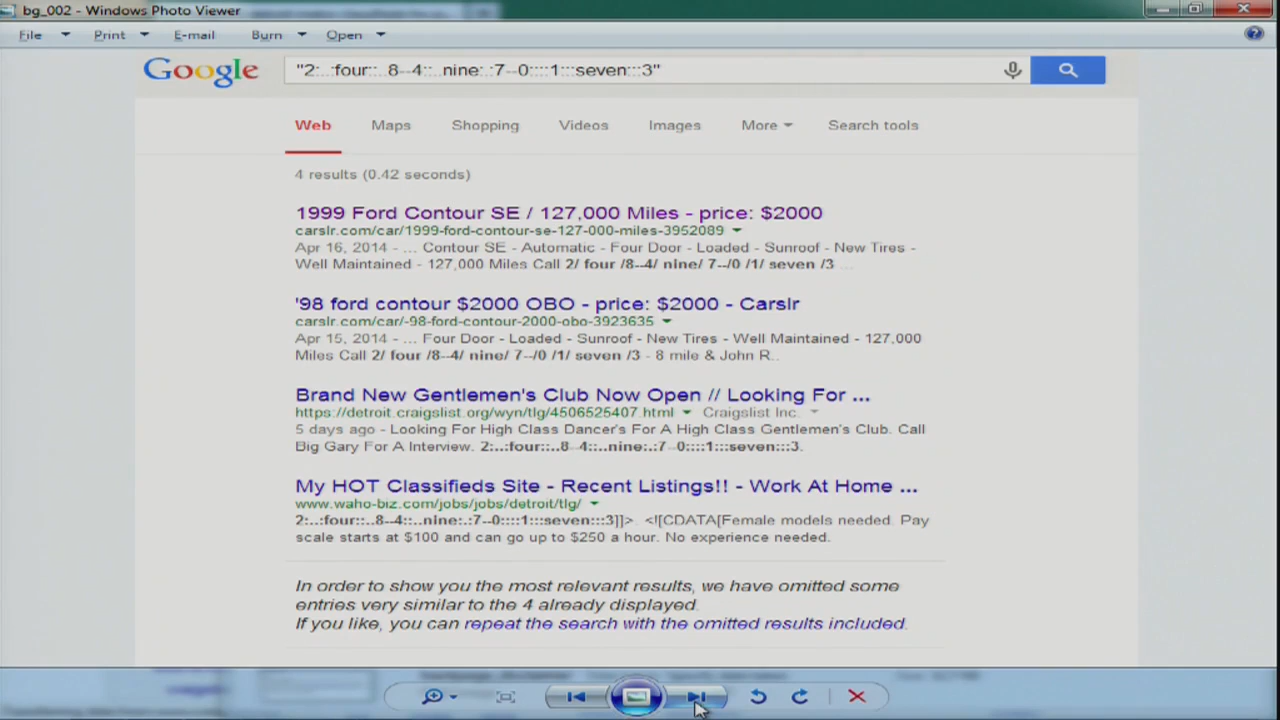 bg_002 - Windows Photo Viewer
File Print E-mail Burn Open
Google "2:..:four::..8--4::..nine:.:7--0::::1:::seven:::3"
Web Maps Shopping Videos Images More Search tools
4 results (0.42 seconds)
1999 Ford Contour SE / 127,000 Miles - price: $2000
carslr.com/car/1999-ford-contour-se-127-000-miles-3952089
Apr 16, 2014 - ... Contour SE - Automatic - Four Door - Loaded - Sunroof - New Tires -
Well Maintained - 127,000 Miles Call 2/ four /8--4/ nine/ 7--/0 /1/ seven /3 ...
'98 ford contour $2000 OBO - price: $2000 - Carslr
carslr.com/car/-98-ford-contour-2000-obo-3923635
Apr 15, 2014 - ... Four Door - Loaded - Sunroof - New Tires - Well Maintained - 127,000
Miles Call 2/ four /8--4/ nine/ 7--/0 /1/ seven /3 - 8 mile & John R..
Brand New Gentlemen's Club Now Open // Looking For ...
https://detroit.craigslist.org/wyn/tlg/4506525407.html Craigslist Inc.
5 days ago - Looking For High Class Dancer's For A High Class Gentlemen's Club. Call
Big Gary For A Interview. 2:..:four::..8--4::..nine:.:7--0::::1:::seven:::3.
My HOT Classifieds Site - Recent Listings!! - Work At Home ...
www.waho-biz.com/jobs/jobs/detroit/tlg/
2:..:four::..8--4::..nine:.:7--0::::1:::seven:::3]]>. <![CDATA[Female models needed. Pay
scale starts at $100 and can go up to $250 a hour. No experience needed.
In order to show you the most relevant results, we have omitted some
entries very similar to the 4 already displayed.
If you like, you can repeat the search with the omitted results included.